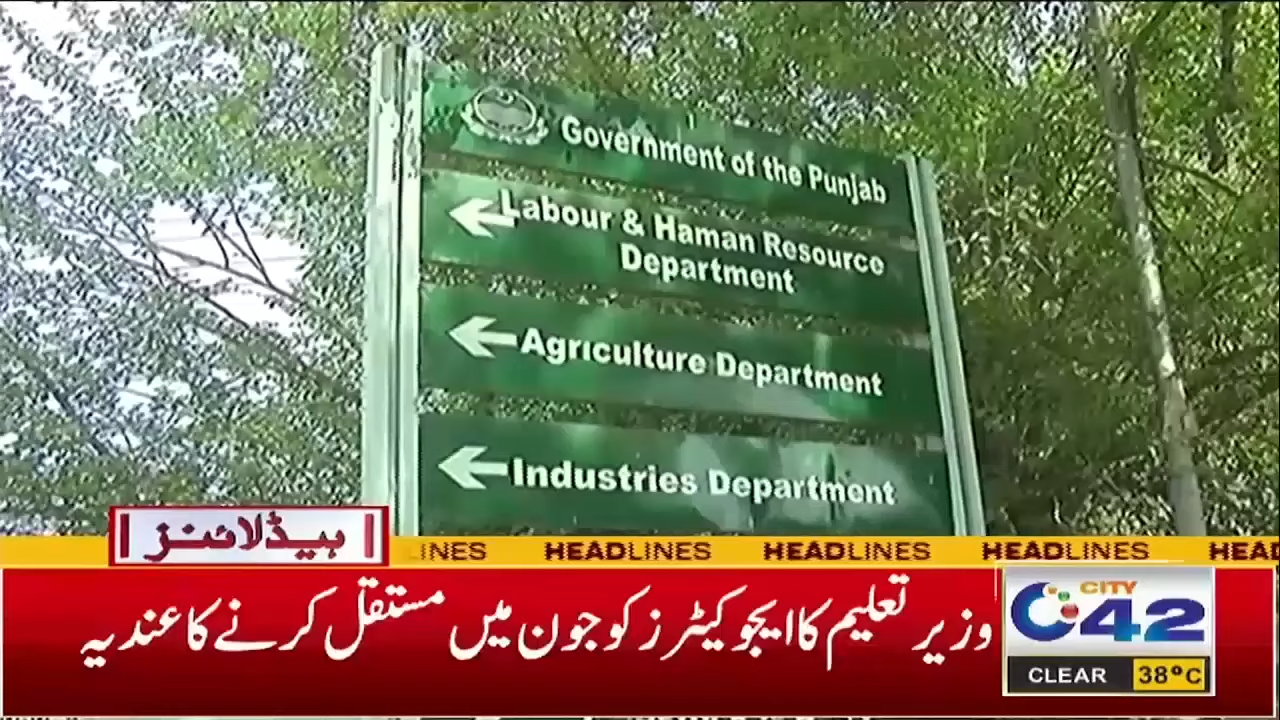 Government of the Punjab
Labour & Haman Resource
Department
Agriculture Department
Industries Department
ہیڈلائنز
LINES HEADLINES HEADLINES HEADLINES HEAD
وزیر تعلیم کا ایجوکیٹرز کو جون میں مستقل کرنے کا عندیہ
CITY
42
CLEAR 38°C